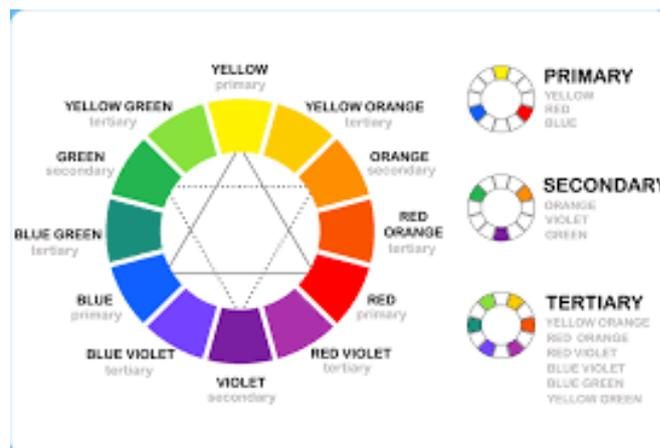 YELLOW
primary
YELLOW GREEN
tertiary
YELLOW ORANGE
tertiary
GREEN
secondary
ORANGE
secondary
BLUE GREEN
tertiary
RED
ORANGE
tertiary
BLUE
primary
RED
primary
BLUE VIOLET
tertiary
RED VIOLET
tertiary
VIOLET
secondary
PRIMARY
YELLOW
RED
BLUE
SECONDARY
ORANGE
VIOLET
GREEN
TERTIARY
YELLOW ORANGE
RED ORANGE
RED VIOLET
BLUE VIOLET
BLUE GREEN
YELLOW GREEN